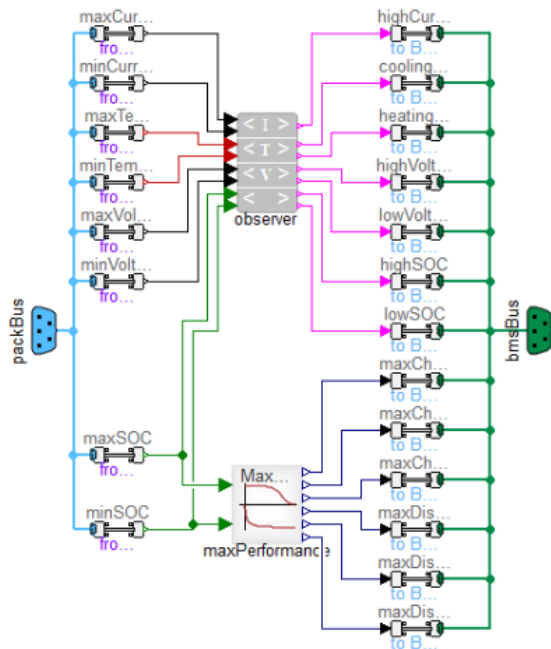 maxCur...
fro...
minCurr...
fro...
maxTe...
fro...
minTem...
fro...
maxVol...
fro...
minVolt...
fro...
packBus
maxSOC
fro...
minSOC
fro...
< I >
< T >
< V >
< >
observer
Max...
maxPerformance
highCur...
to B...
cooling...
to B...
heating...
to B...
highVolt...
to B...
lowVolt...
to B...
highSOC
to B...
lowSOC
to B...
maxCh...
to B...
maxCh...
to B...
maxCh...
to B...
maxDis...
to B...
maxDis...
to B...
maxDis...
to B...
bmsBus